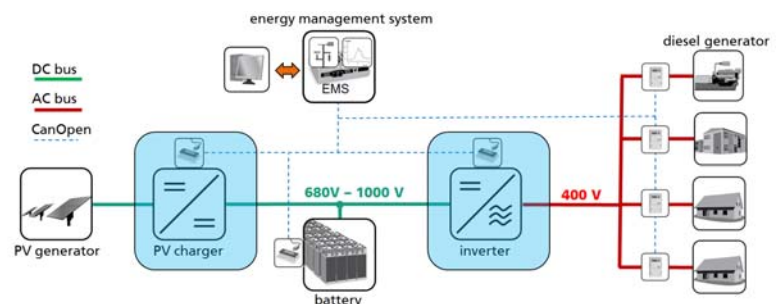 energy management system
diesel generator
DC bus
AC bus
CanOpen
EMS
680V – 1000 V
400 V
PV generator
PV charger
battery
inverter